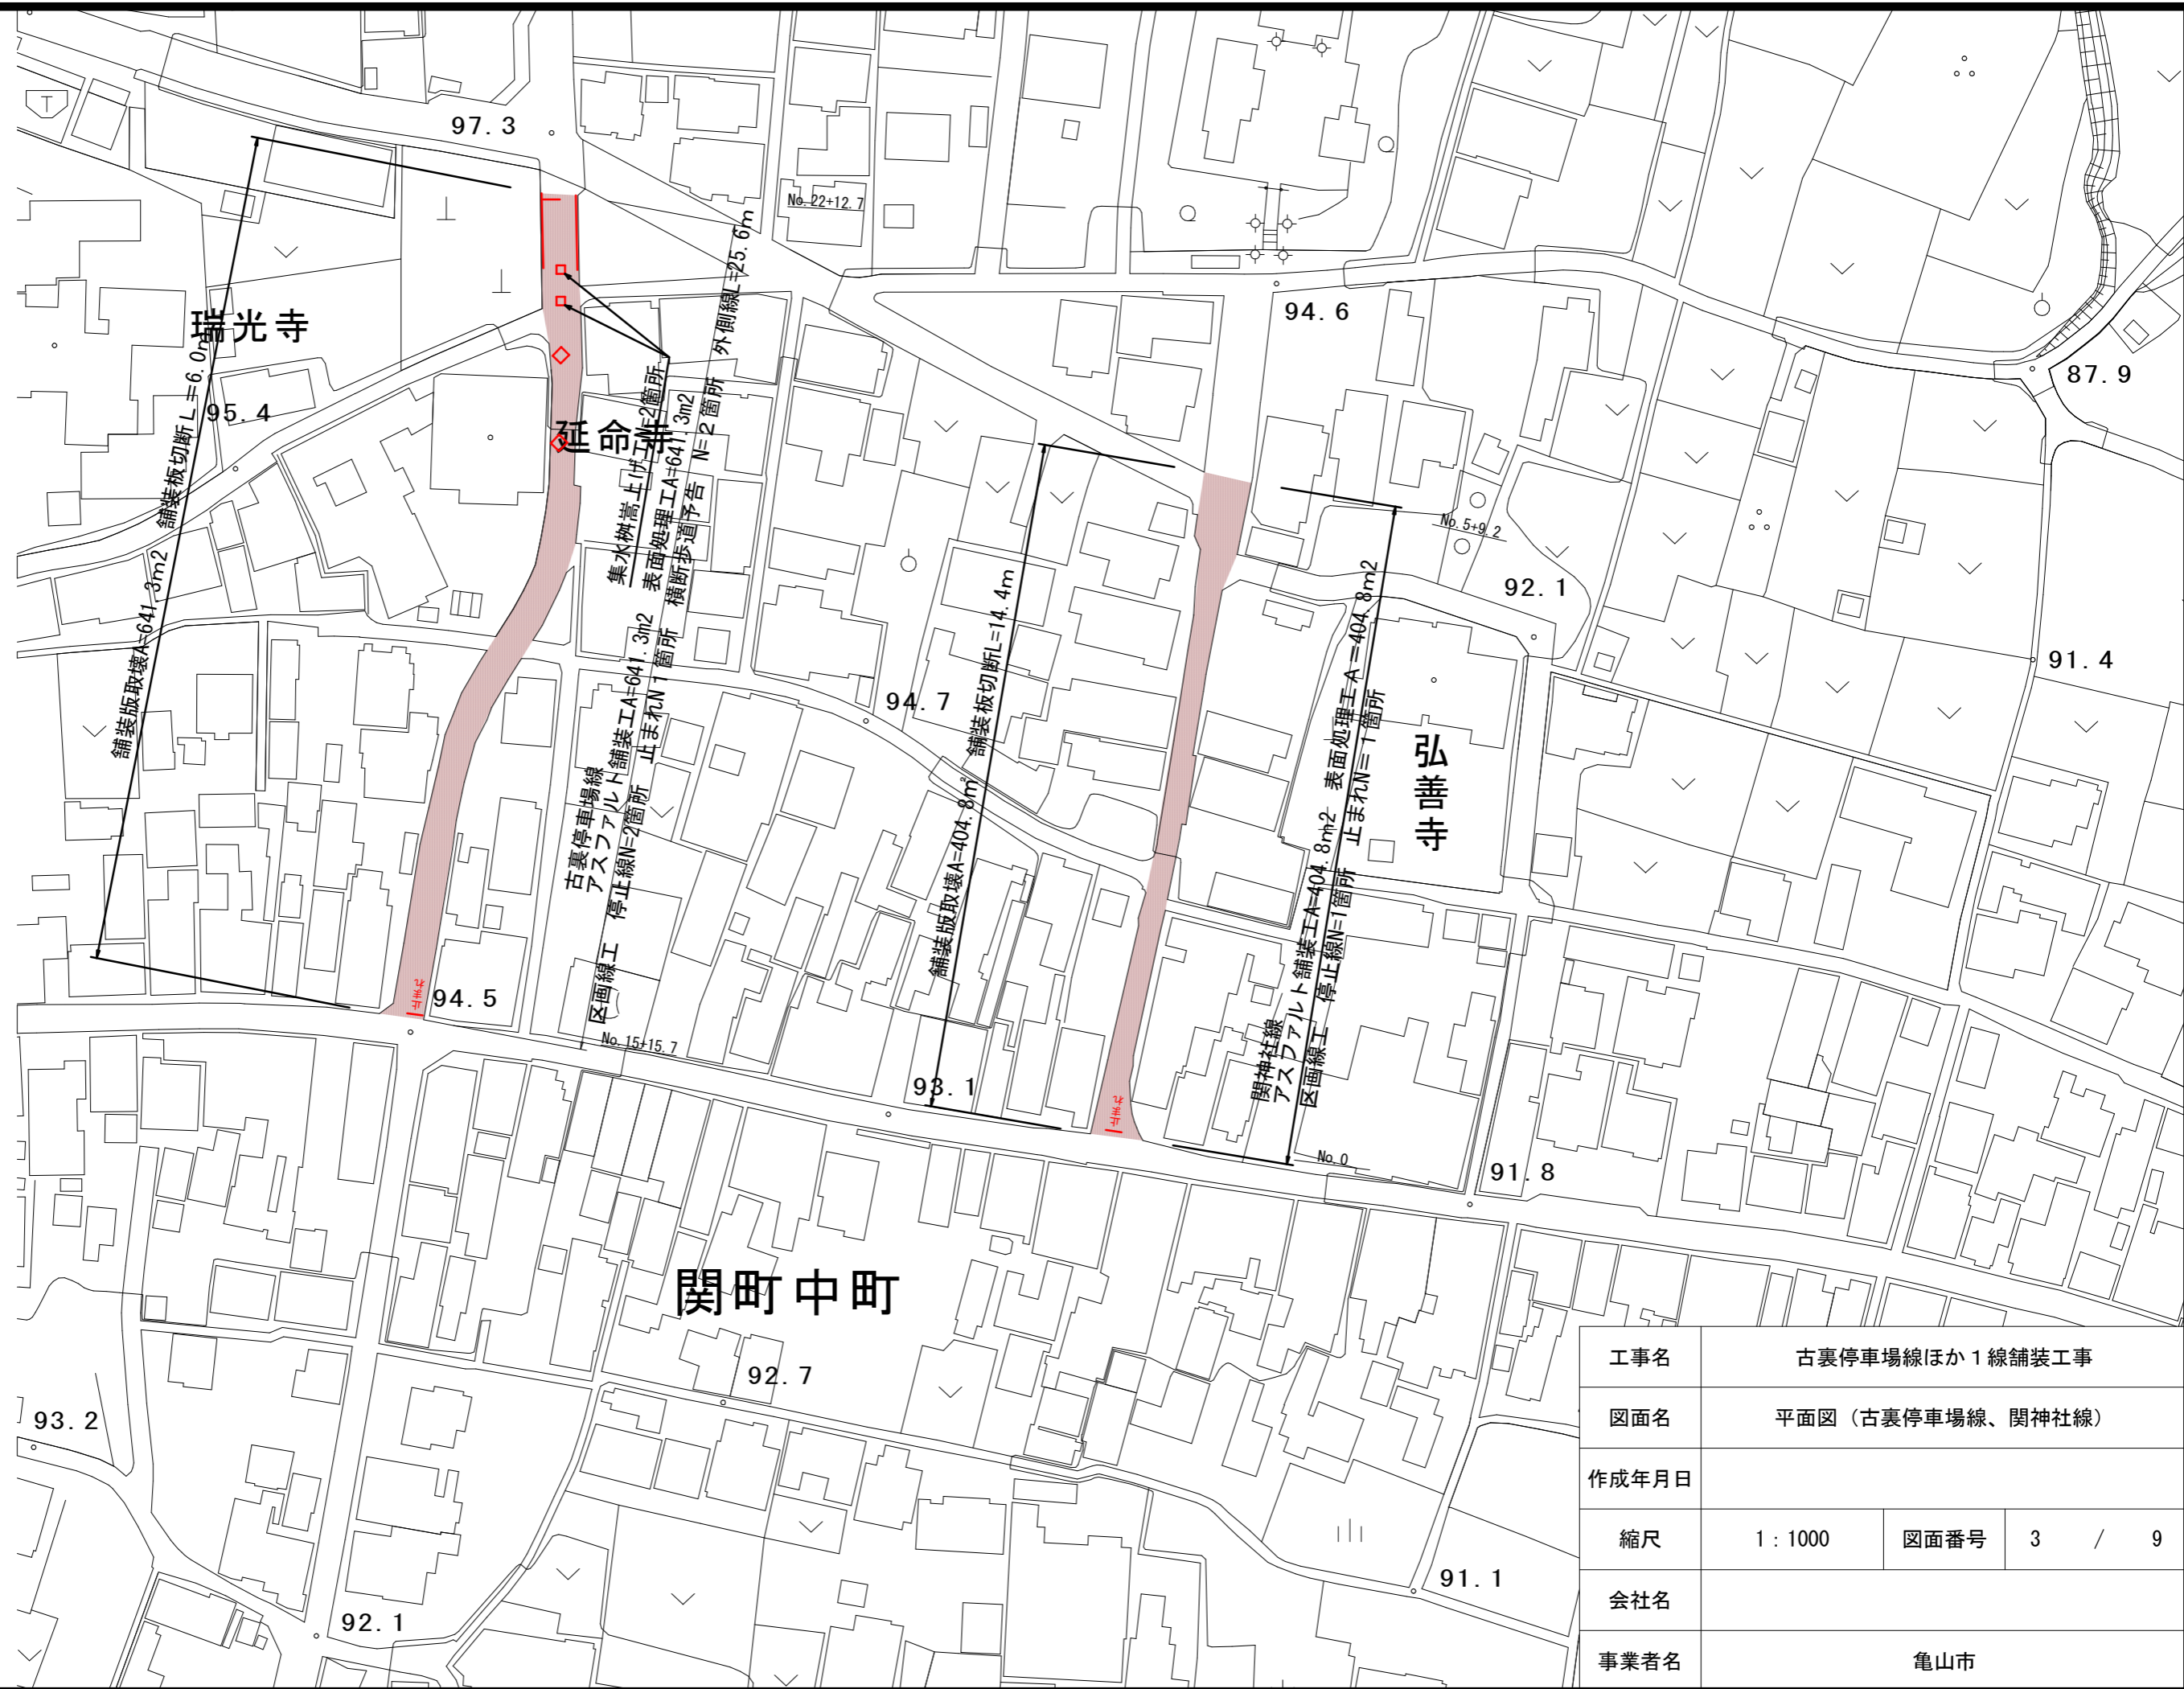 97.3
No.22+12.7
瑞光寺
95.4
延命寺
94.6
87.9
舗装板切断L=6.0m
舗装版取壊A=641.3m2
集水桝嵩上げ工N=2箇所
古裏停車場線
アスファルト舗装工A=641.3m2 表面処理工A=641.3m2
区画線工 停止線N=2箇所 止まれN1箇所 横断歩道予告 N=2箇所 外側線L=25.6m
No.15+15.7
止まれ
94.5
94.7
舗装板切断L=14.4m
舗装版取壊A=404.8m²
93.1
No.5+9.2
92.1
91.4
弘善寺
関神社線
アスファルト舗装工A=404.8m2 表面処理工A=404.8m2
区画線工 停止線N=1箇所 止まれN=1箇所
止まれ
No.0
91.8
関町中町
92.7
93.2
92.1
91.1
工事名 古裏停車場線ほか1線舗装工事
図面名 平面図（古裏停車場線、関神社線）
作成年月日
縮尺 1：1000 図面番号 3 / 9
会社名
事業者名 亀山市